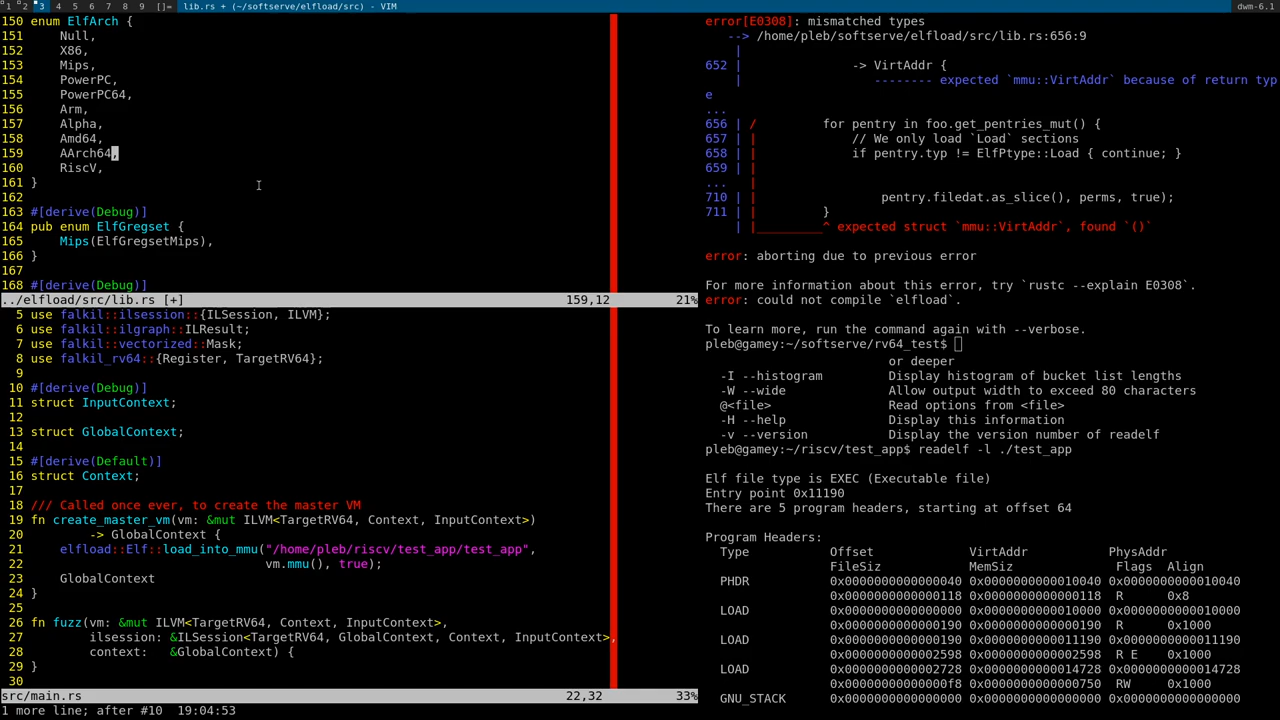 1 2 3 4 5 6 7 8 9 []= lib.rs + (~/softserve/elfload/src) - VIM dwm-6.1
150 enum ElfArch {
151     Null,
152     X86,
153     Mips,
154     PowerPC,
155     PowerPC64,
156     Arm,
157     Alpha,
158     Amd64,
159     AArch64,
160     RiscV,
161 }
162
163 #[derive(Debug)]
164 pub enum ElfGregset {
165     Mips(ElfGregsetMips),
166 }
167
168 #[derive(Debug)]
../elfload/src/lib.rs [+] 159,12 21%
5 use falkil::ilsession::{ILSession, ILVM};
6 use falkil::ilgraph::ILResult;
7 use falkil::vectorized::Mask;
8 use falkil_rv64::{Register, TargetRV64};
9
10 #[derive(Debug)]
11 struct InputContext;
12
13 struct GlobalContext;
14
15 #[derive(Default)]
16 struct Context;
17
18 /// Called once ever, to create the master VM
19 fn create_master_vm(vm: &mut ILVM<TargetRV64, Context, InputContext>)
20         -> GlobalContext {
21     elfload::Elf::load_into_mmu("/home/pleb/riscv/test_app/test_app",
22                                 vm.mmu(), true);
23     GlobalContext
24 }
25
26 fn fuzz(vm: &mut ILVM<TargetRV64, Context, InputContext>,
27         ilsession: &ILSession<TargetRV64, GlobalContext, Context, InputContext>,
28         context:   &GlobalContext) {
29 }
30
src/main.rs 22,32 33%
1 more line; after #10  19:04:53
error[E0308]: mismatched types
--> /home/pleb/softserve/elfload/src/lib.rs:656:9
|
652 |             -> VirtAddr {
|                -------- expected `mmu::VirtAddr` because of return typ
e
...
656 | /         for pentry in foo.get_pentries_mut() {
657 | |             // We only load `Load` sections
658 | |             if pentry.typ != ElfPtype::Load { continue; }
659 | |
... |
710 | |                 pentry.filedat.as_slice(), perms, true);
711 | |         }
| |_________^ expected struct `mmu::VirtAddr`, found `()`
error: aborting due to previous error
For more information about this error, try `rustc --explain E0308`.
error: could not compile `elfload`.
To learn more, run the command again with --verbose.
pleb@gamey:~/softserve/rv64_test$
or deeper
-I --histogram         Display histogram of bucket list lengths
-W --wide              Allow output width to exceed 80 characters
@<file>                Read options from <file>
-H --help              Display this information
-v --version           Display the version number of readelf
pleb@gamey:~/riscv/test_app$ readelf -l ./test_app
Elf file type is EXEC (Executable file)
Entry point 0x11190
There are 5 program headers, starting at offset 64
Program Headers:
Type           Offset             VirtAddr           PhysAddr
FileSiz            MemSiz              Flags  Align
PHDR           0x0000000000000040 0x0000000000010040 0x0000000000010040
0x0000000000000118 0x0000000000000118  R      0x8
LOAD           0x0000000000000000 0x0000000000010000 0x0000000000010000
0x0000000000000190 0x0000000000000190  R      0x1000
LOAD           0x0000000000000190 0x0000000000011190 0x0000000000011190
0x0000000000002598 0x0000000000002598  R E    0x1000
LOAD           0x0000000000002728 0x0000000000014728 0x0000000000014728
0x00000000000000f8 0x0000000000000750  RW     0x1000
GNU_STACK      0x0000000000000000 0x0000000000000000 0x0000000000000000